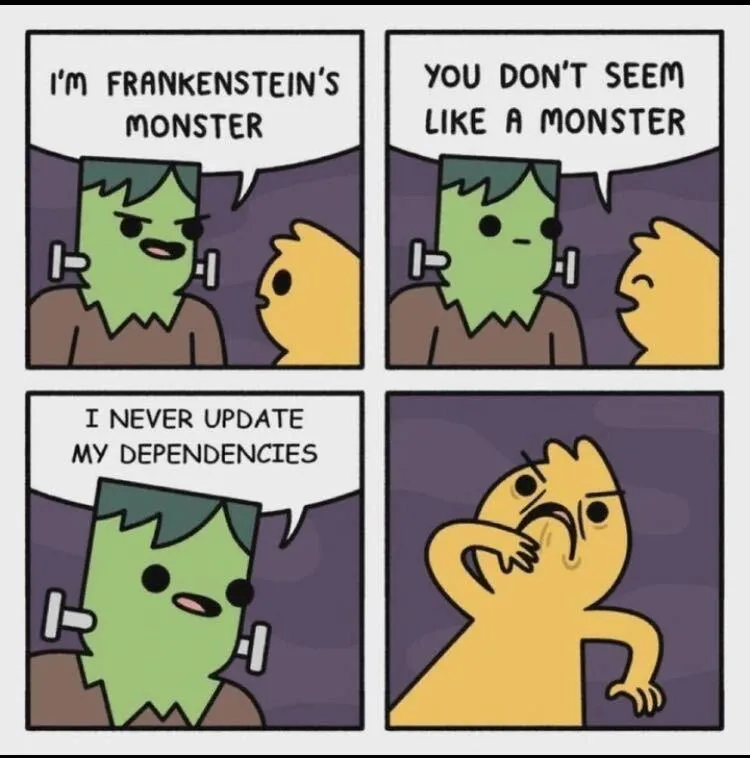 I'M FRANKENSTEIN'S
MONSTER
YOU DON'T SEEM
LIKE A MONSTER
I NEVER UPDATE
MY DEPENDENCIES